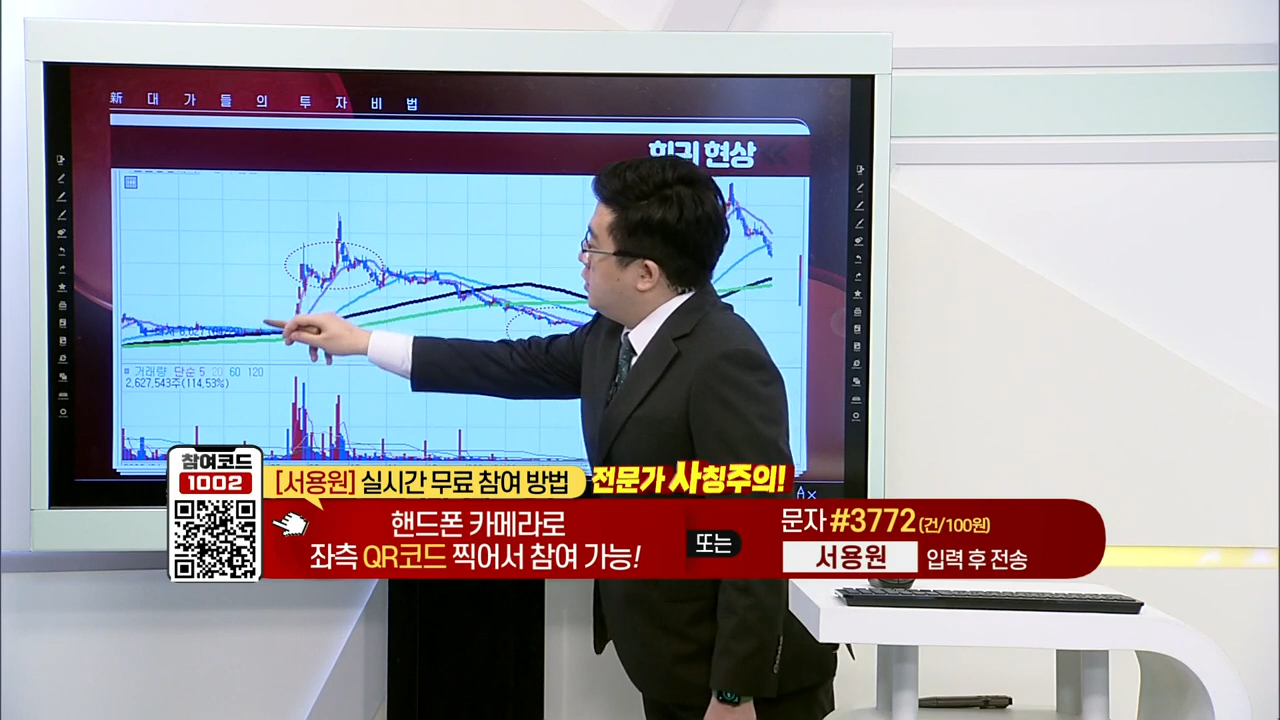 新 대 가 들 의 투 자 비 법
회귀 현상
거래량 단순 5 20 60 120
2,627,543주(114.53%)
참여코드
1002
[서용원] 실시간 무료 참여 방법
전문가 사칭주의!
핸드폰 카메라로
좌측 QR코드 찍어서 참여 가능!
또는
문자 #3772 (건/100원)
서용원 입력 후 전송